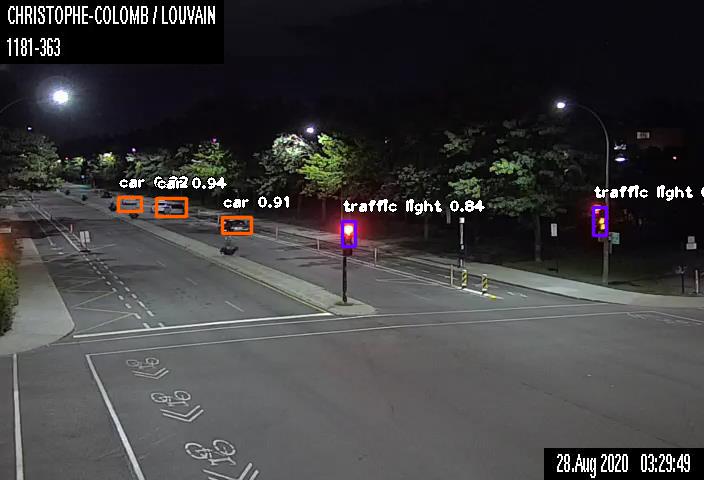 CHRISTOPHE-COLOMB / LOUVAIN
1181-363
car
car 0.94
car 0.91
traffic light 0.84
traffic light
28.Aug 2020 03:29:49